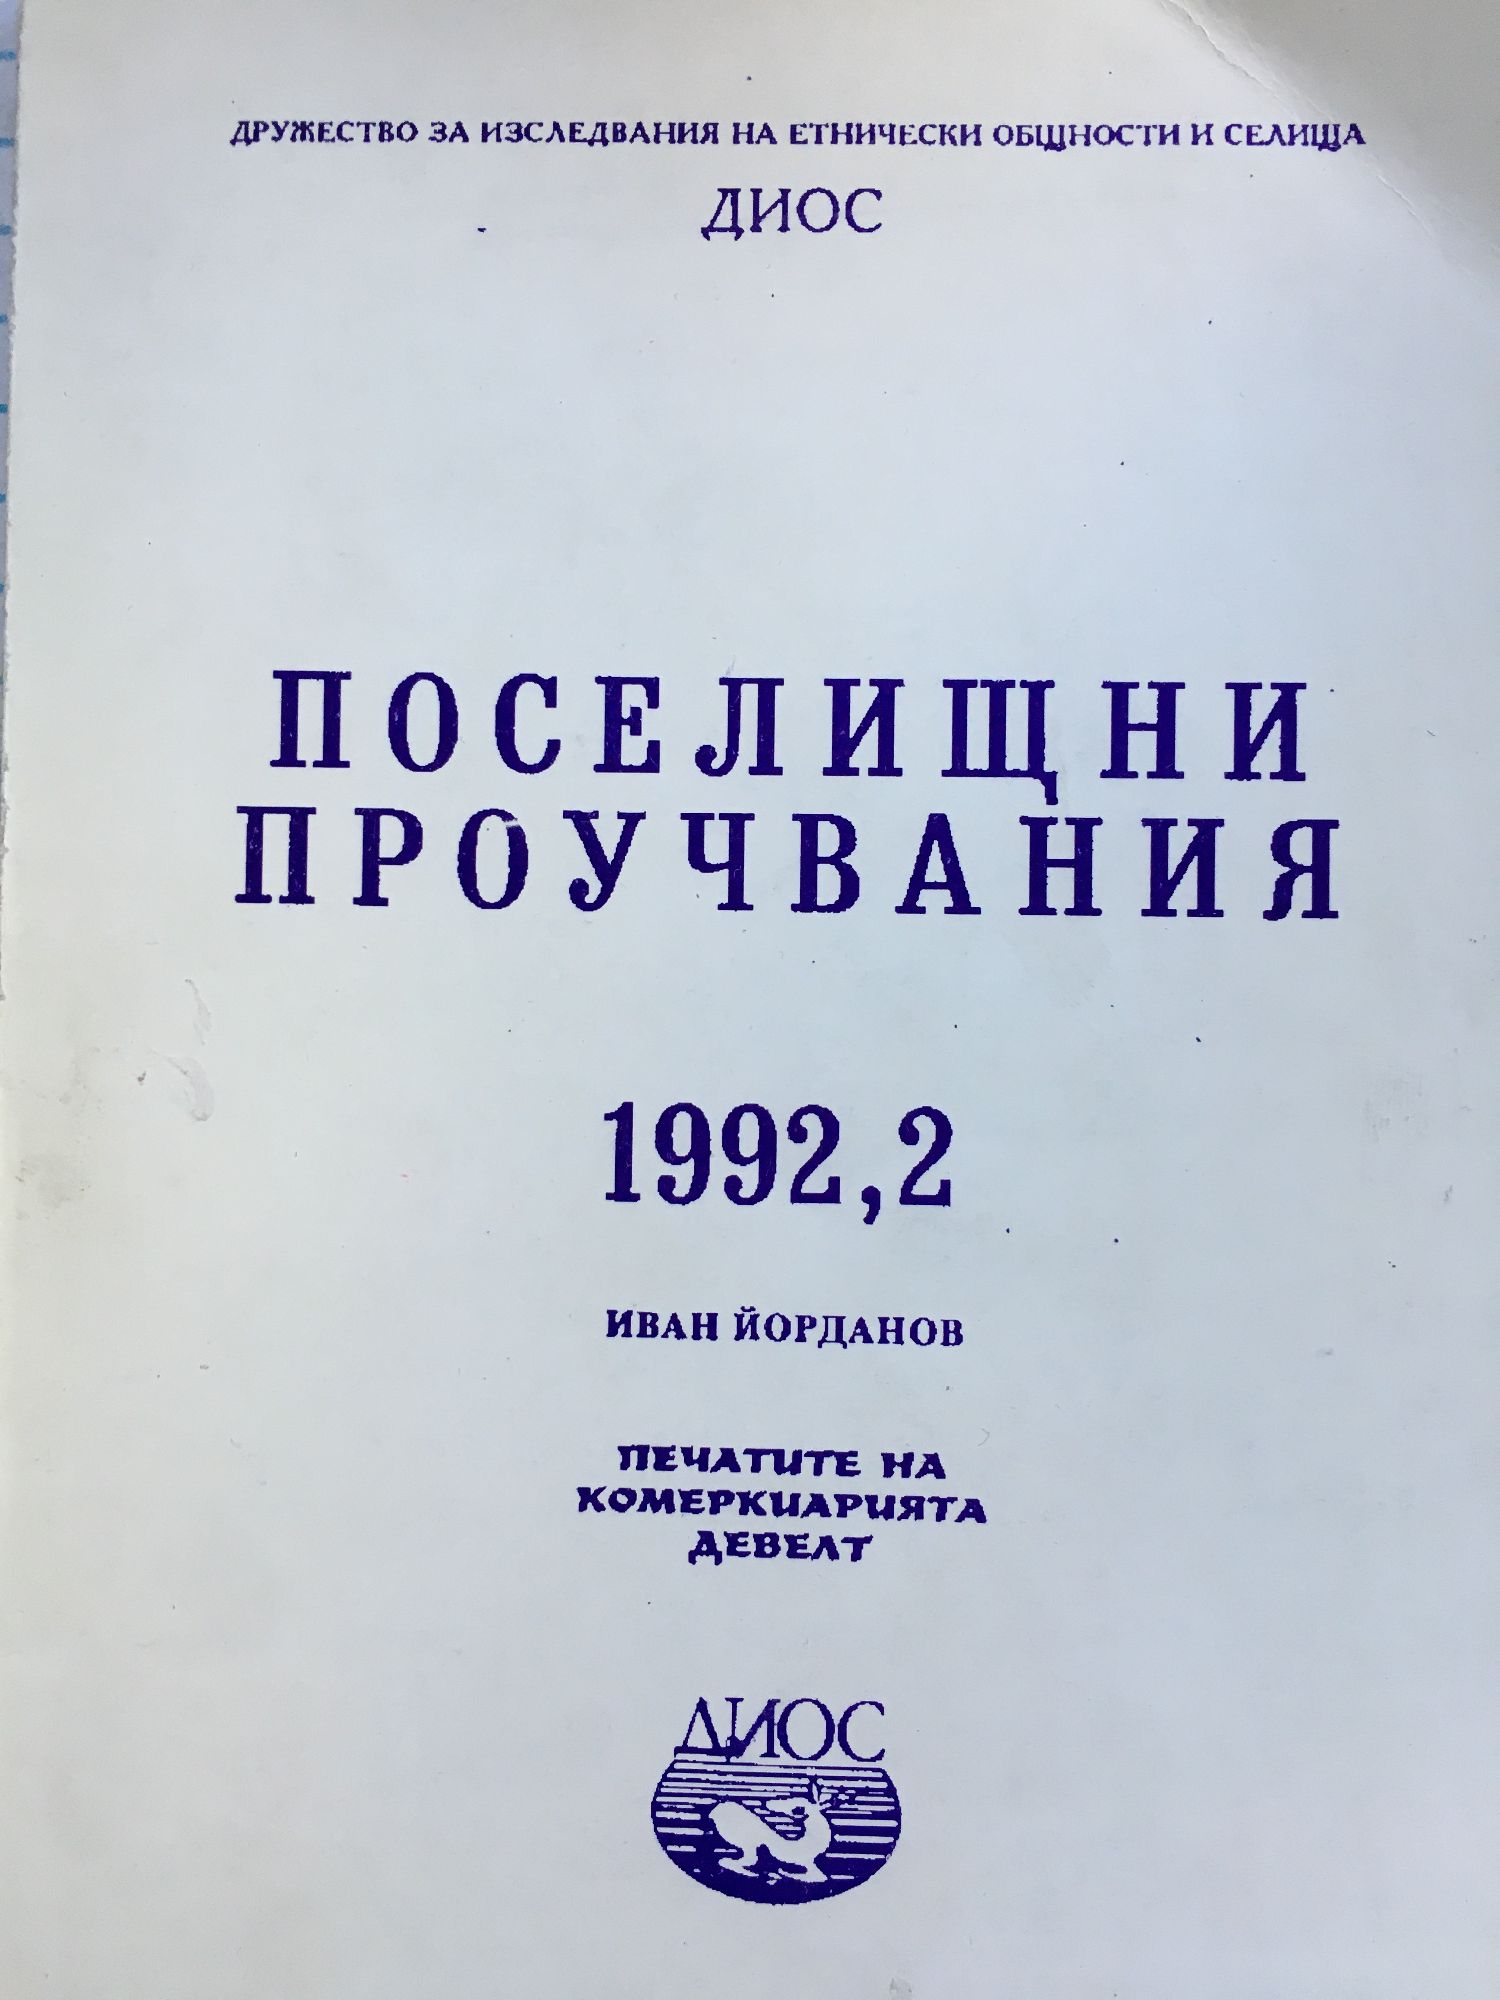 ДРУЖЕСТВО ЗА ИЗСЛЕДВАНИЯ НА ЕТНИЧЕСКИ ОБЩНОСТИ И СЕЛИЩА
ДИОС
ПОСЕЛИЩНИ
ПРОУЧВАНИЯ
1992,2
ИВАН ЙОРДАНОВ
ПЕЧАТИТЕ НА
КОМЕРКИАРИЯТА
ДЕВЕЛТ
ДИОС